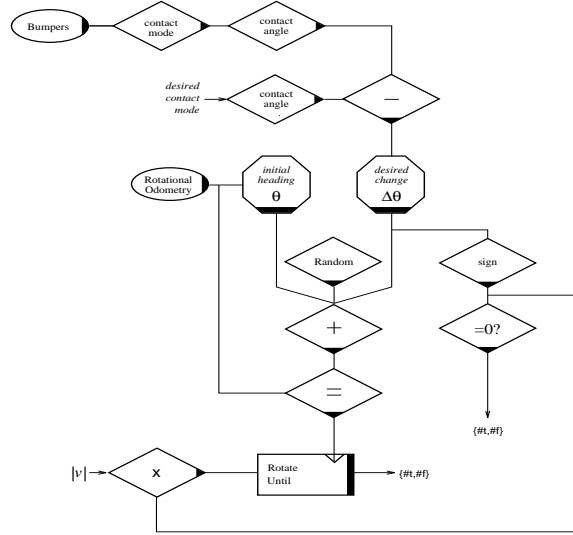 Bumpers
contact
mode
contact
angle
desired
contact
mode
contact
angle
−
Rotational
Odometry
initial
heading
θ
desired
change
Δθ
Random
sign
+
=0?
=
{#t,#f}
|v|
x
Rotate
Until
{#t,#f}